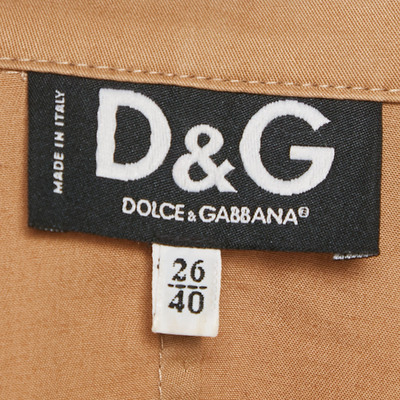 MADE IN ITALY
D&G
DOLCE & GABBANA
26
40